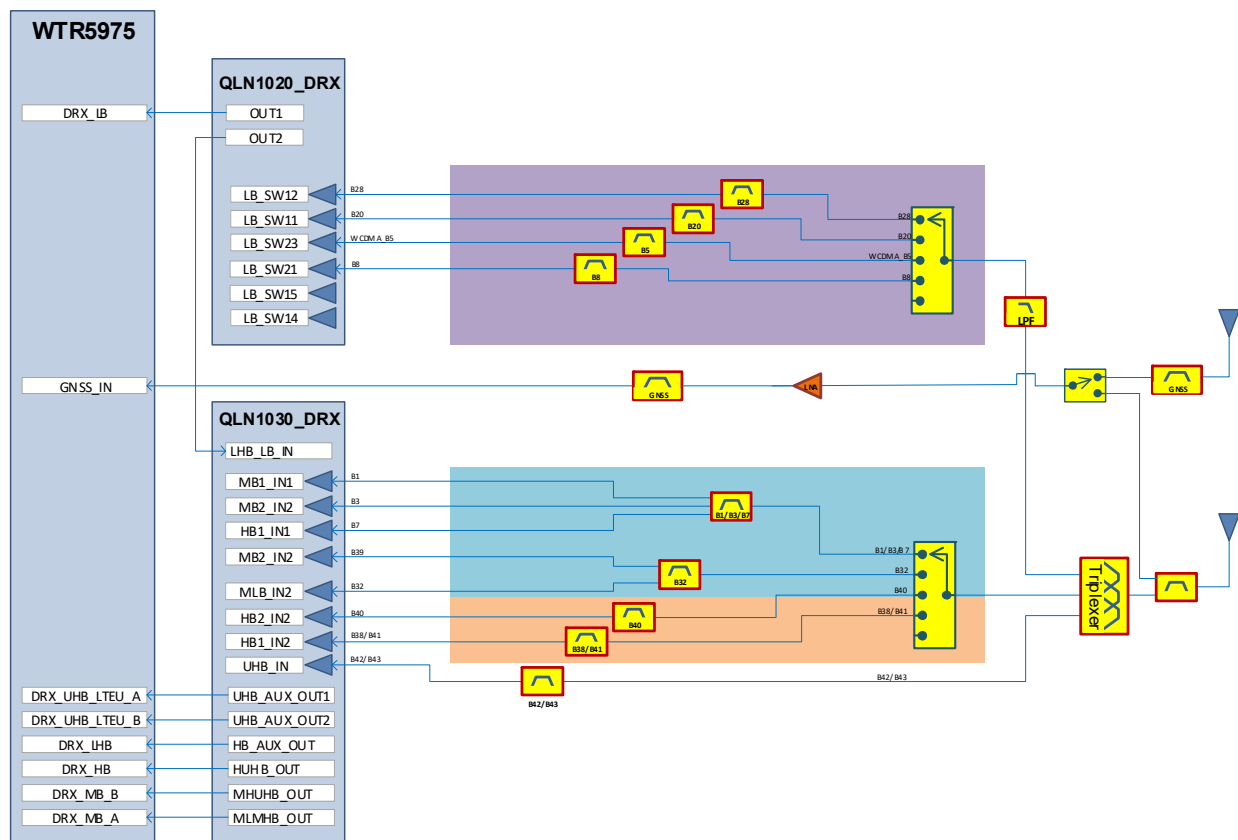 WTR5975
QLN1020_DRX
DRX_LB
OUT1
OUT2
LB_SW12
B28
B28
B28
LB_SW11
B20
B20
B20
LB_SW23
WCDMA_B5
B5
WCDMA_B5
LB_SW21
B8
B8
B8
LB_SW15
LB_SW14
LPF
GNSS_IN
GNSS
LNA
GNSS
QLN1030_DRX
LHB_LB_IN
MB1_IN1
B1
MB2_IN2
B3
B1/B3/B7
HB1_IN1
B7
MB2_IN2
B39
B1/B3/B7
MLB_IN2
B32
B32
B32
HB2_IN2
B40
B40
B40
HB1_IN2
B38/B41
B38/B41
B38/B41
Triplexer
UHB_IN
B42/B43
B42/B43
B42/B43
DRX_UHB_LTEU_A
UHB_AUX_OUT1
DRX_UHB_LTEU_B
UHB_AUX_OUT2
DRX_LHB
HB_AUX_OUT
DRX_HB
HUHB_OUT
DRX_MB_B
MHUHB_OUT
DRX_MB_A
MLMHB_OUT